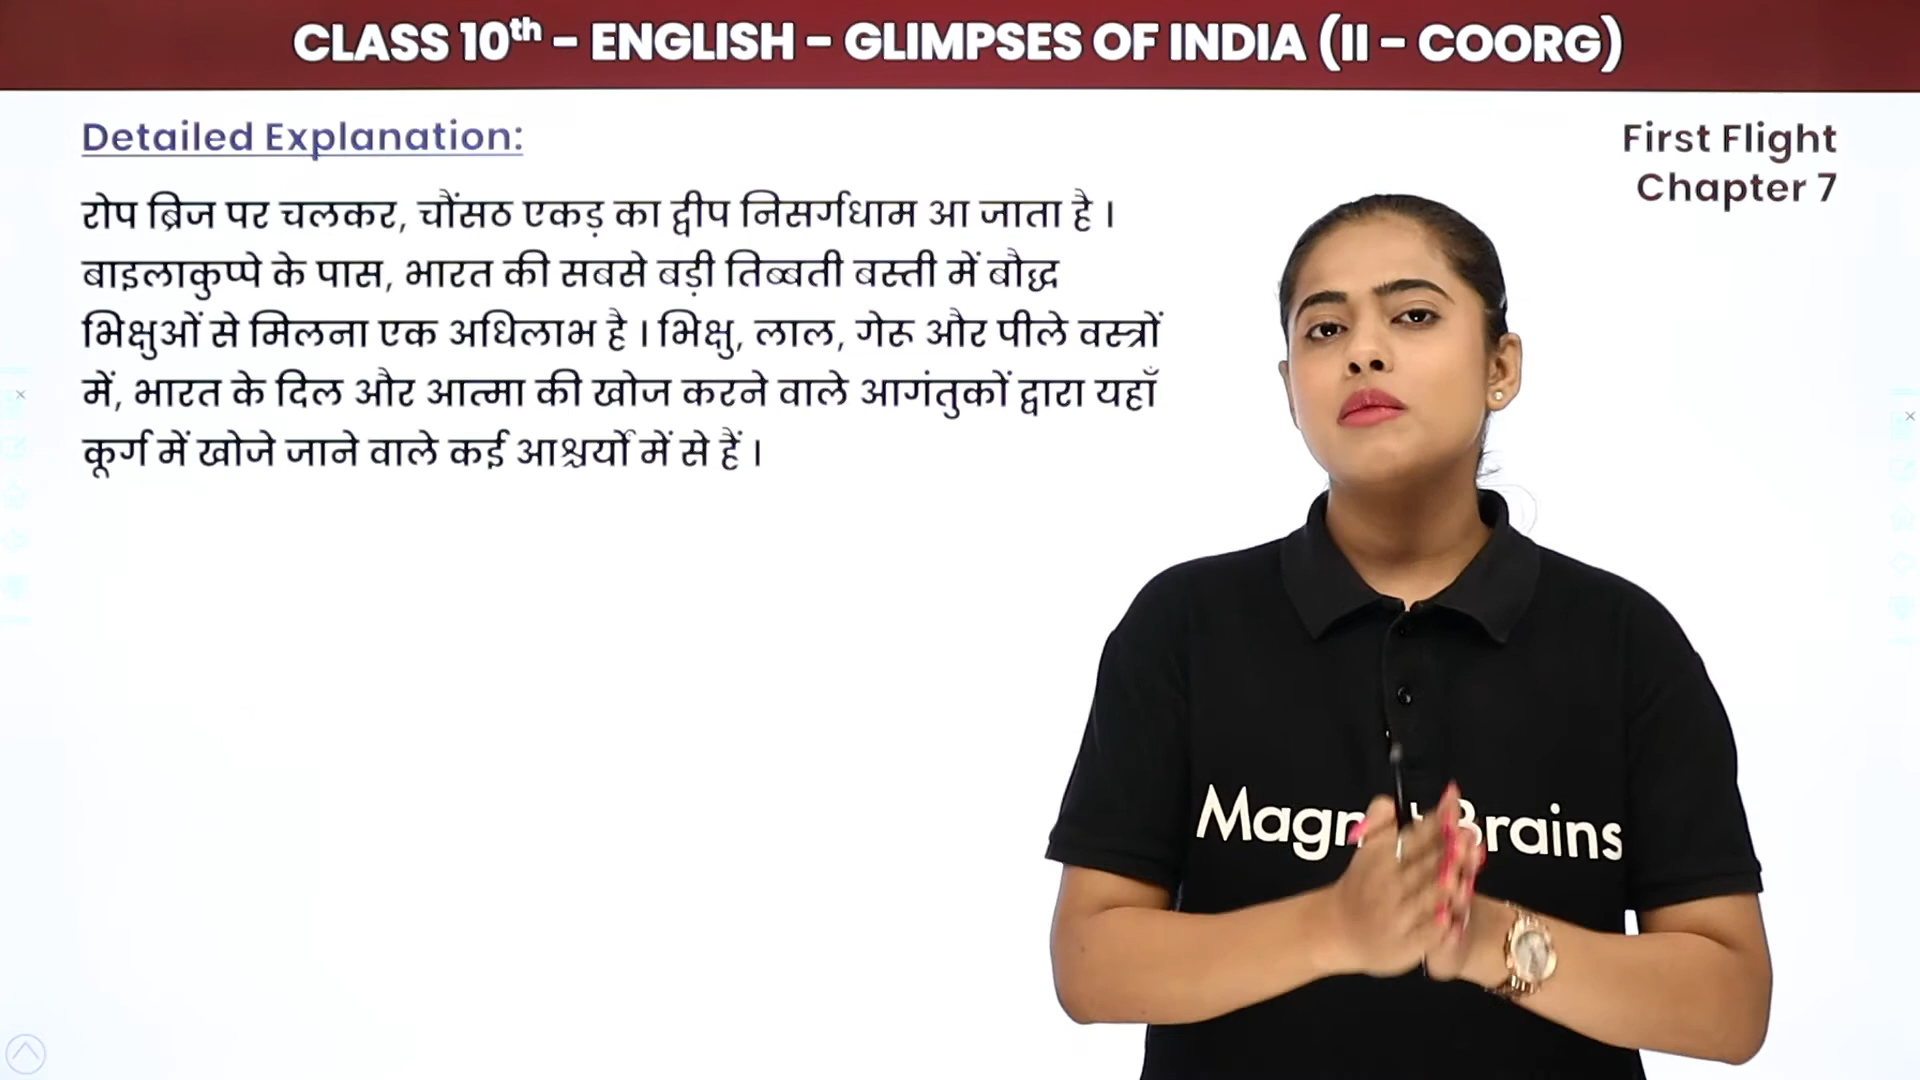 CLASS 10th - ENGLISH - GLIMPSES OF INDIA (II - COORG)
Detailed Explanation:
First Flight
Chapter 7
रोप ब्रिज पर चलकर, चौंसठ एकड़ का द्वीप निसर्गधाम आ जाता है ।
बाइलाकुप्पे के पास, भारत की सबसे बड़ी तिब्बती बस्ती में बौद्ध
भिक्षुओं से मिलना एक अधिलाभ है । भिक्षु, लाल, गेरू और पीले वस्त्रों
में, भारत के दिल और आत्मा की खोज करने वाले आगंतुकों द्वारा यहाँ
कूर्ग में खोजे जाने वाले कई आश्चर्यों में से हैं ।